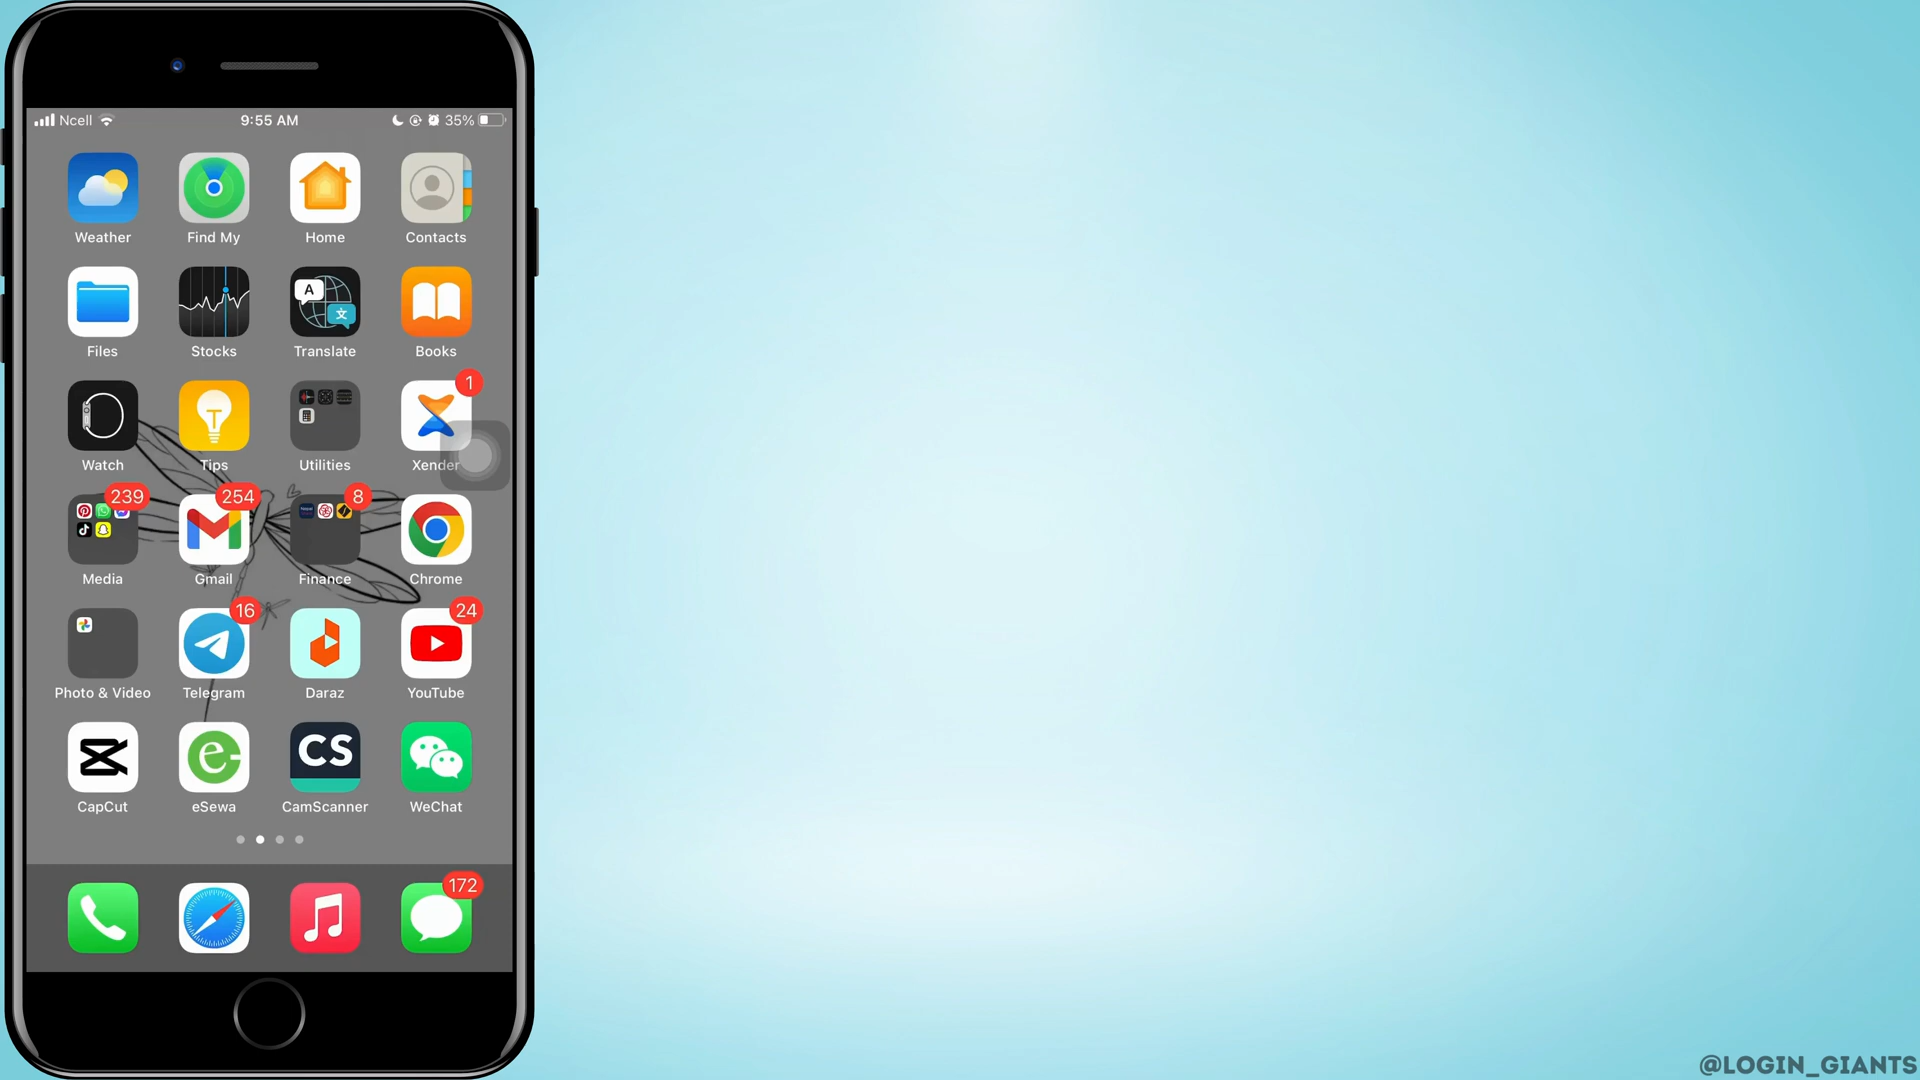 Ncell 9:55 AM 35%
Weather Find My Home Contacts
A 文
Files Stocks Translate Books
1
Watch Tips Utilities Xender
239 254 8
Media Gmail Finance Chrome
16 24
Photo & Video Telegram Daraz YouTube
e CS
CapCut eSewa CamScanner WeChat
172
@LOGIN_GIANTS